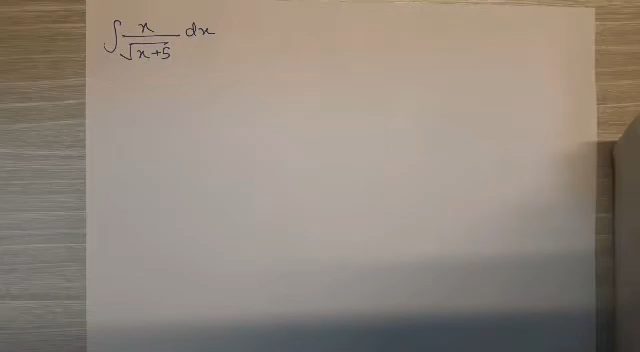 ∫ x/√(x+5) dx